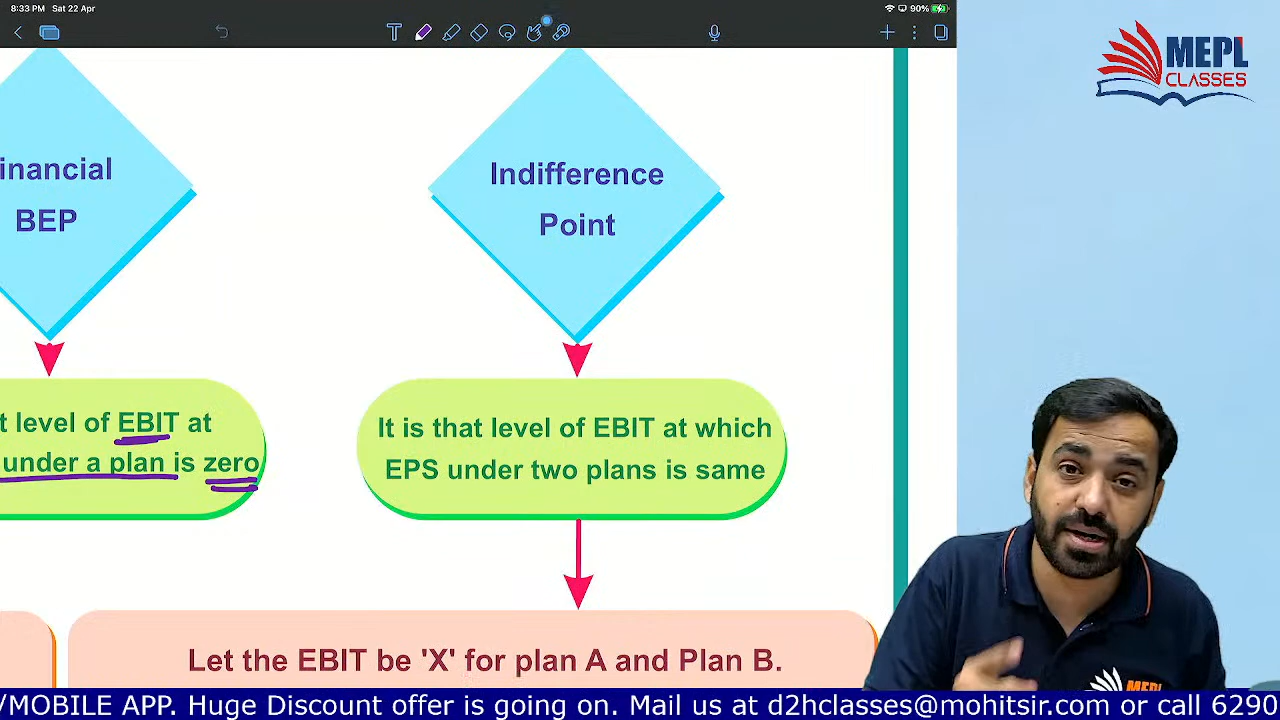 8:33 PM Sat 22 Apr
90%
MEPL
CLASSES
inancial
BEP
Indifference
Point
t level of EBIT at
under a plan is zero
It is that level of EBIT at which
EPS under two plans is same
Let the EBIT be 'X' for plan A and Plan B.
MEPL
/MOBILE APP. Huge Discount offer is going on. Mail us at d2hclasses@mohitsir.com or call 6290